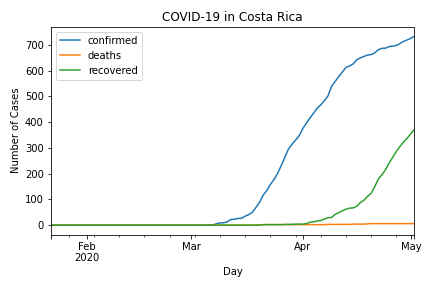 COVID-19 in Costa Rica
confirmed
deaths
recovered
Number of Cases
700
600
500
400
300
200
100
0
Feb
2020
Mar
Apr
May
Day